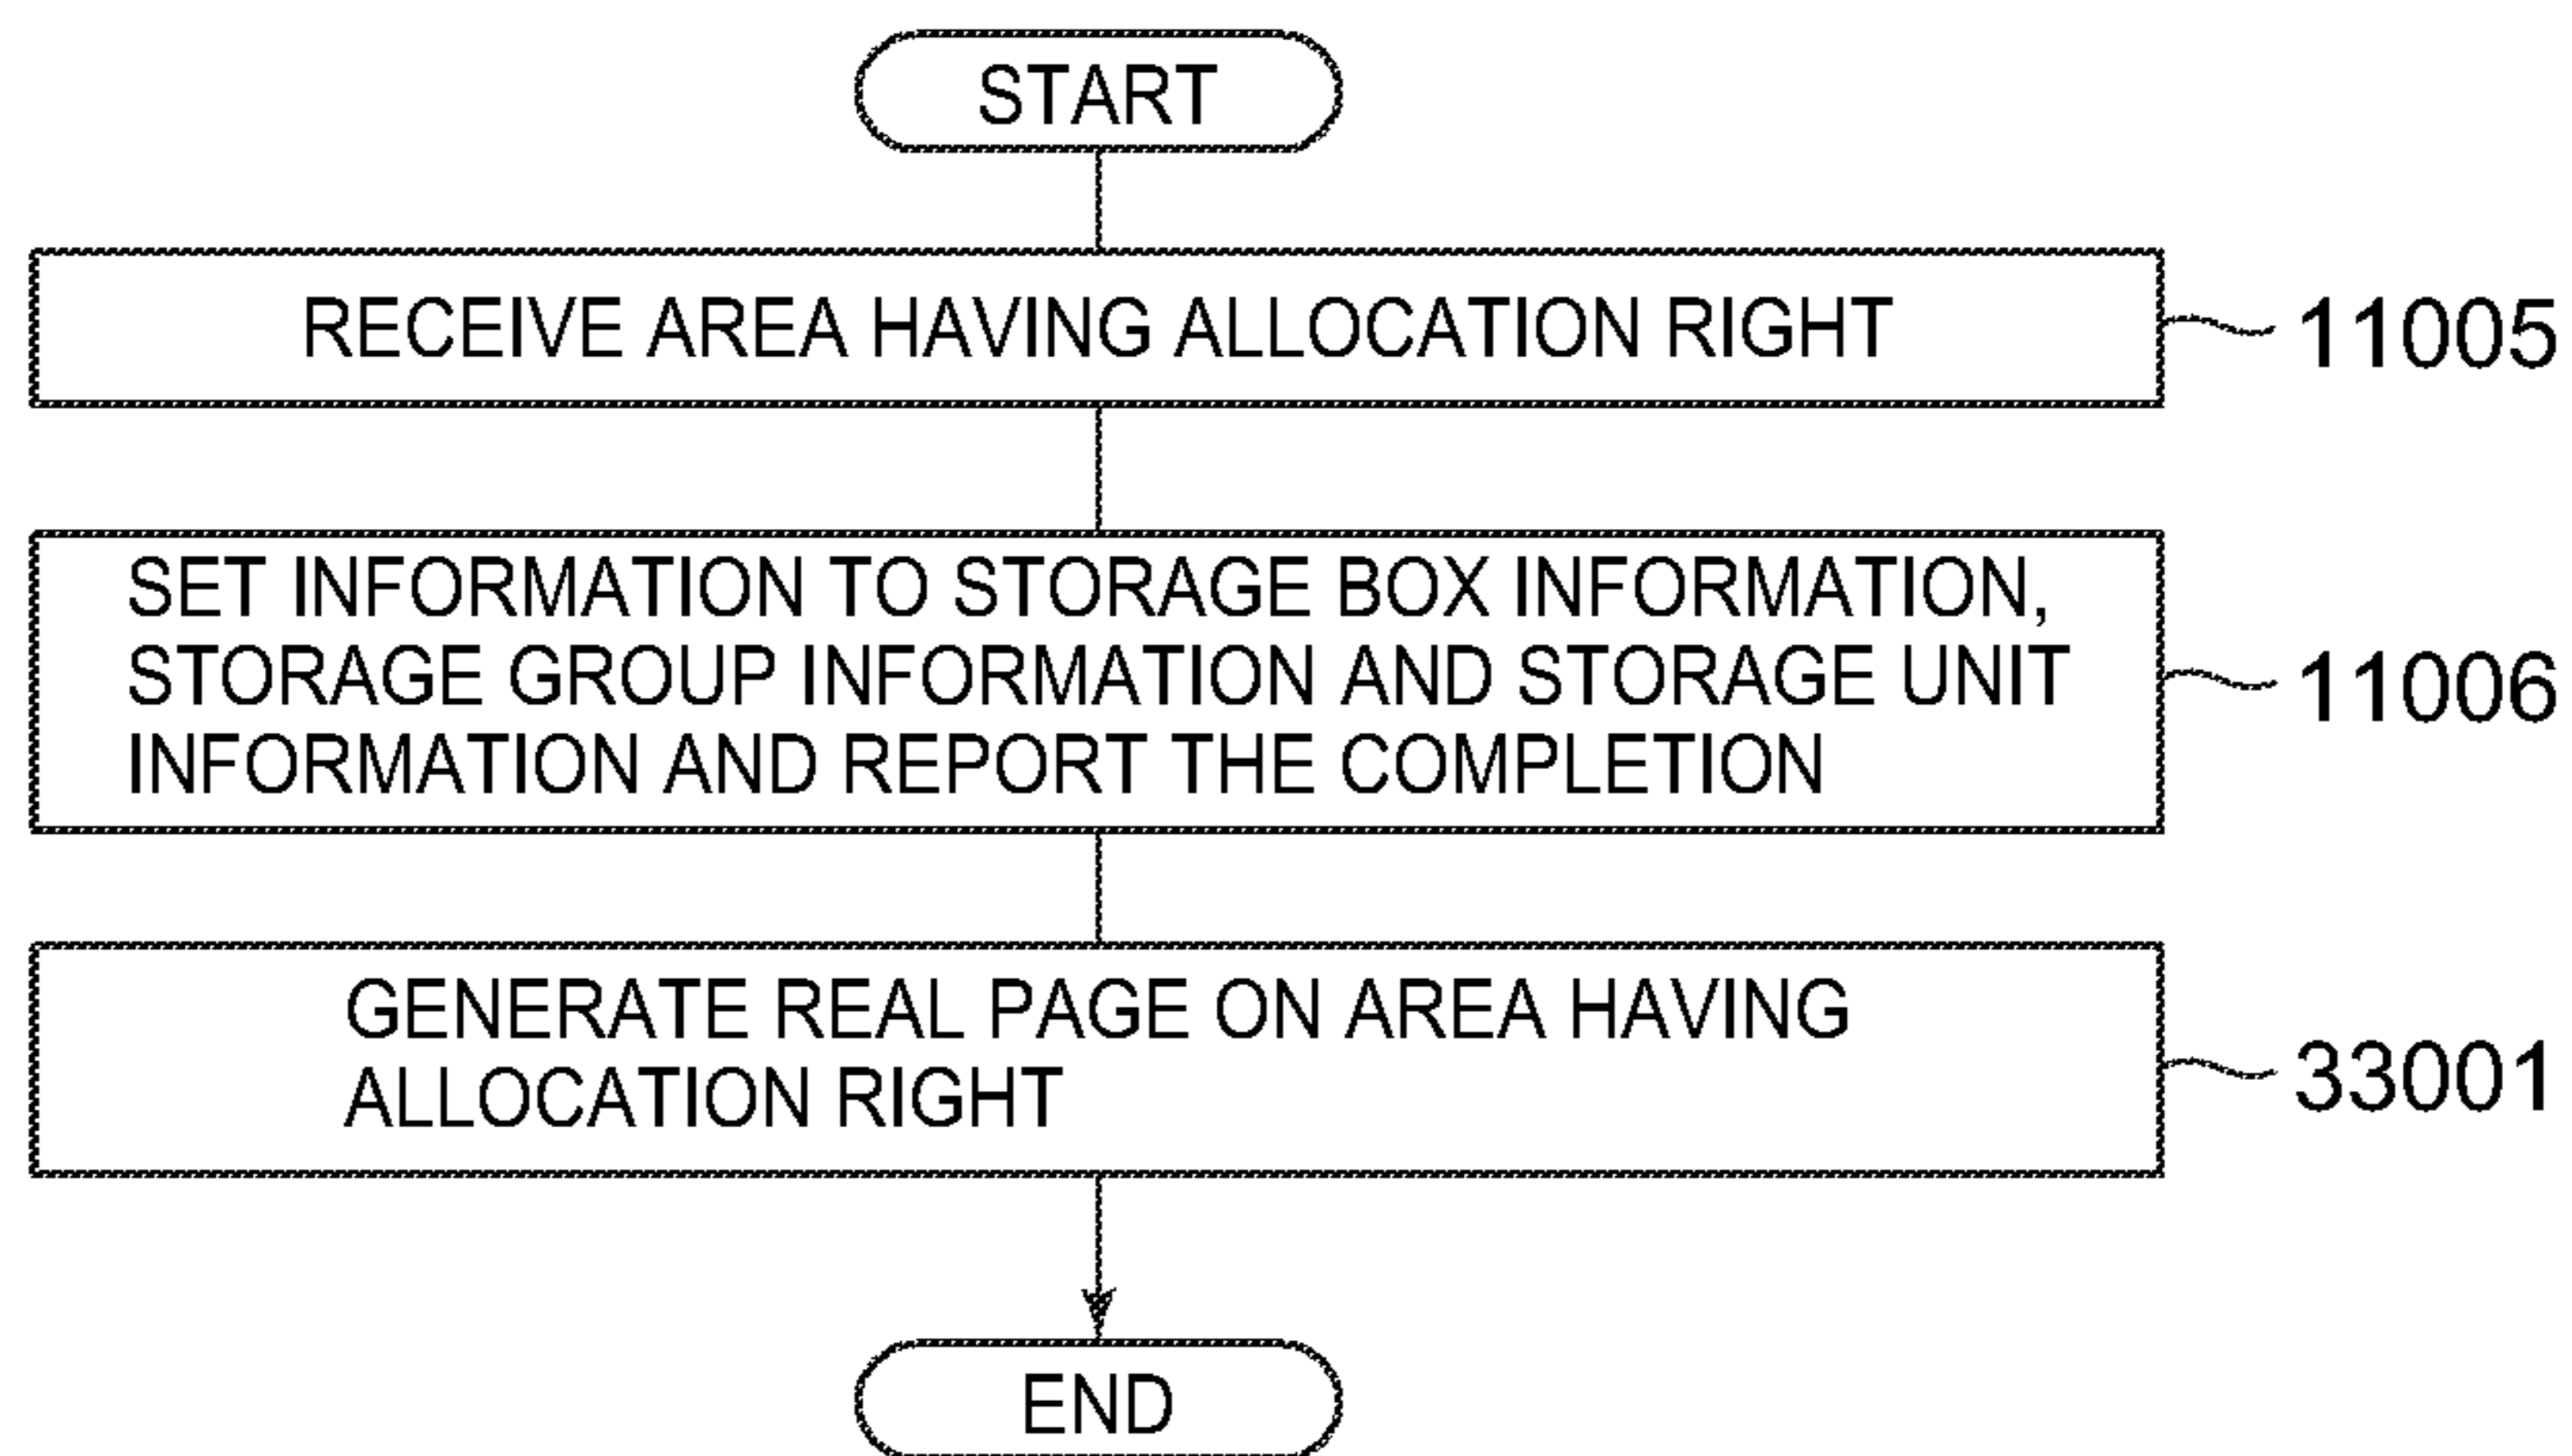 START
RECEIVE AREA HAVING ALLOCATION RIGHT
11005
SET INFORMATION TO STORAGE BOX INFORMATION,
STORAGE GROUP INFORMATION AND STORAGE UNIT
INFORMATION AND REPORT THE COMPLETION
11006
GENERATE REAL PAGE ON AREA HAVING
ALLOCATION RIGHT
33001
END